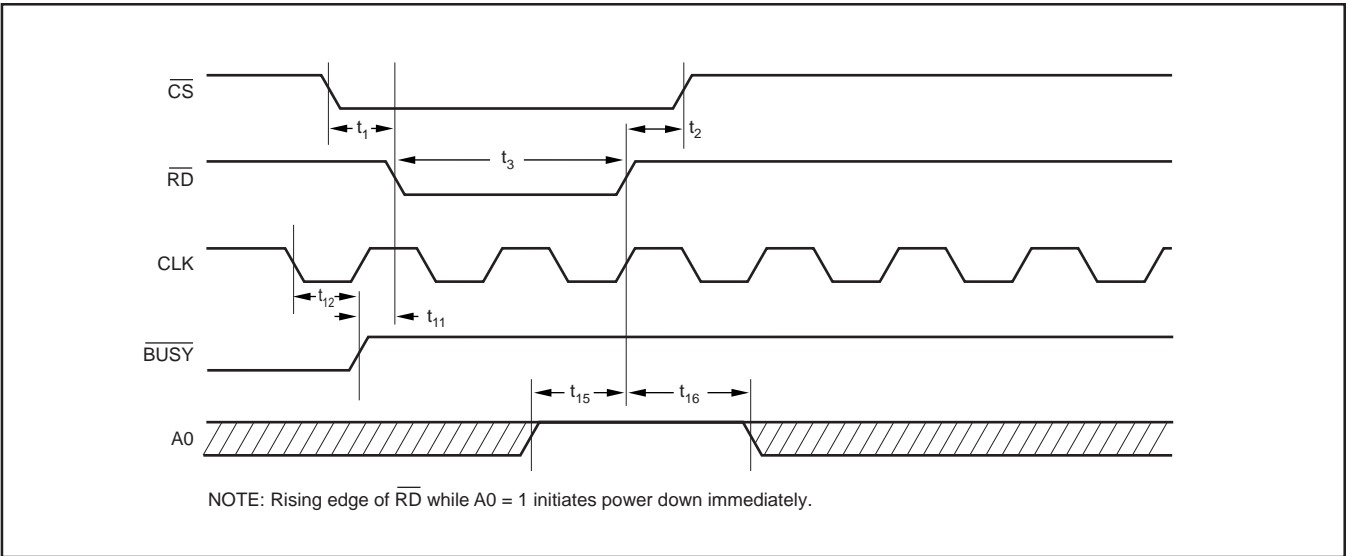 CS
t1
t2
RD
t3
CLK
t12
t11
BUSY
t15
t16
A0
NOTE: Rising edge of RD while A0 = 1 initiates power down immediately.